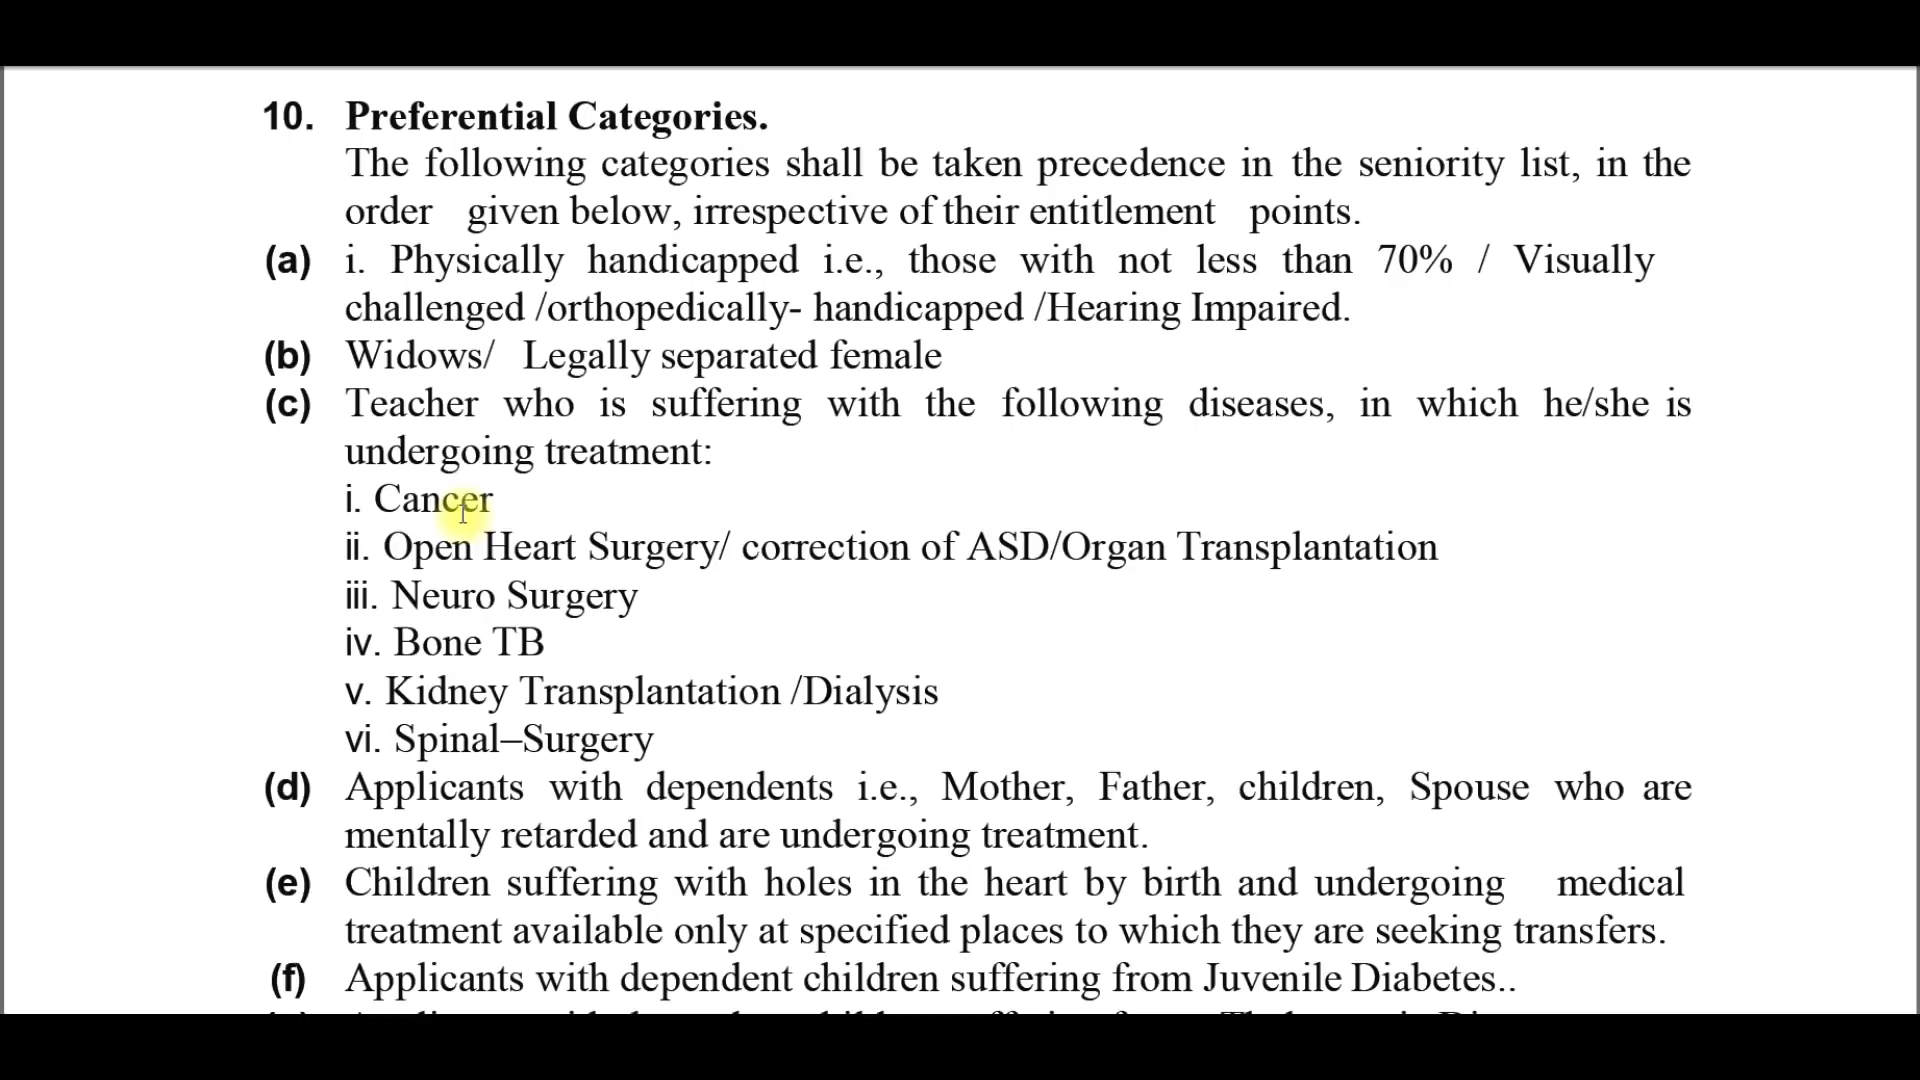 10. Preferential Categories.
The following categories shall be taken precedence in the seniority list, in the
order given below, irrespective of their entitlement points.
(a) i. Physically handicapped i.e., those with not less than 70% / Visually
challenged /orthopedically- handicapped /Hearing Impaired.
(b) Widows/ Legally separated female
(c) Teacher who is suffering with the following diseases, in which he/she is
undergoing treatment:
i. Cancer
ii. Open Heart Surgery/ correction of ASD/Organ Transplantation
iii. Neuro Surgery
iv. Bone TB
v. Kidney Transplantation /Dialysis
vi. Spinal–Surgery
(d) Applicants with dependents i.e., Mother, Father, children, Spouse who are
mentally retarded and are undergoing treatment.
(e) Children suffering with holes in the heart by birth and undergoing medical
treatment available only at specified places to which they are seeking transfers.
(f) Applicants with dependent children suffering from Juvenile Diabetes..